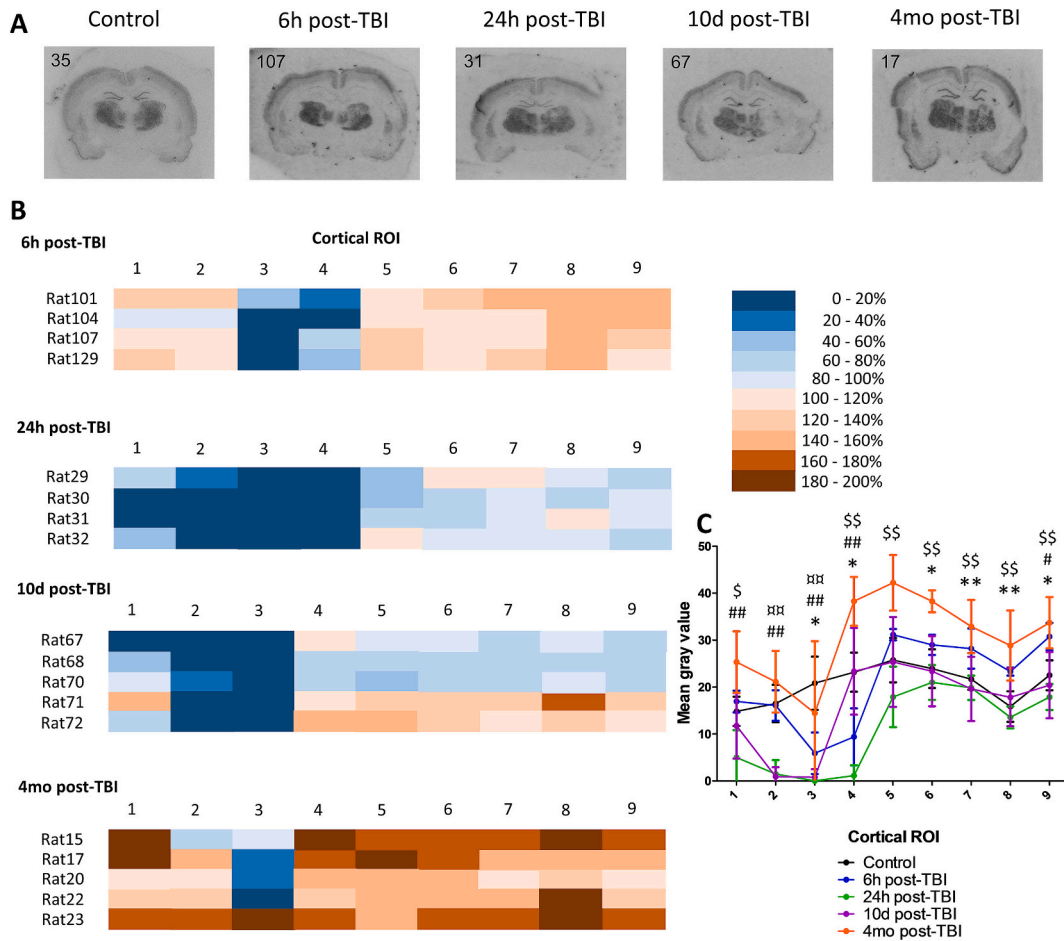 A
Control 6h post-TBI 24h post-TBI 10d post-TBI 4mo post-TBI
35 107 31 67 17
B
6h post-TBI Cortical ROI
1 2 3 4 5 6 7 8 9
Rat101
Rat104
Rat107
Rat129
0 - 20%
20 - 40%
40 - 60%
60 - 80%
80 - 100%
100 - 120%
120 - 140%
140 - 160%
160 - 180%
180 - 200%
24h post-TBI
1 2 3 4 5 6 7 8 9
Rat29
Rat30
Rat31
Rat32
10d post-TBI
1 2 3 4 5 6 7 8 9
Rat67
Rat68
Rat70
Rat71
Rat72
4mo post-TBI
1 2 3 4 5 6 7 8 9
Rat15
Rat17
Rat20
Rat22
Rat23
C
$$ $$ $$ $$ $$ $$
$ ¤¤ ¤¤ ## * ** ** #
## ## ## * *
*
50
40
30
20
10
0
Mean gray value
1 2 3 4 5 6 7 8 9
Cortical ROI
Control
6h post-TBI
24h post-TBI
10d post-TBI
4mo post-TBI